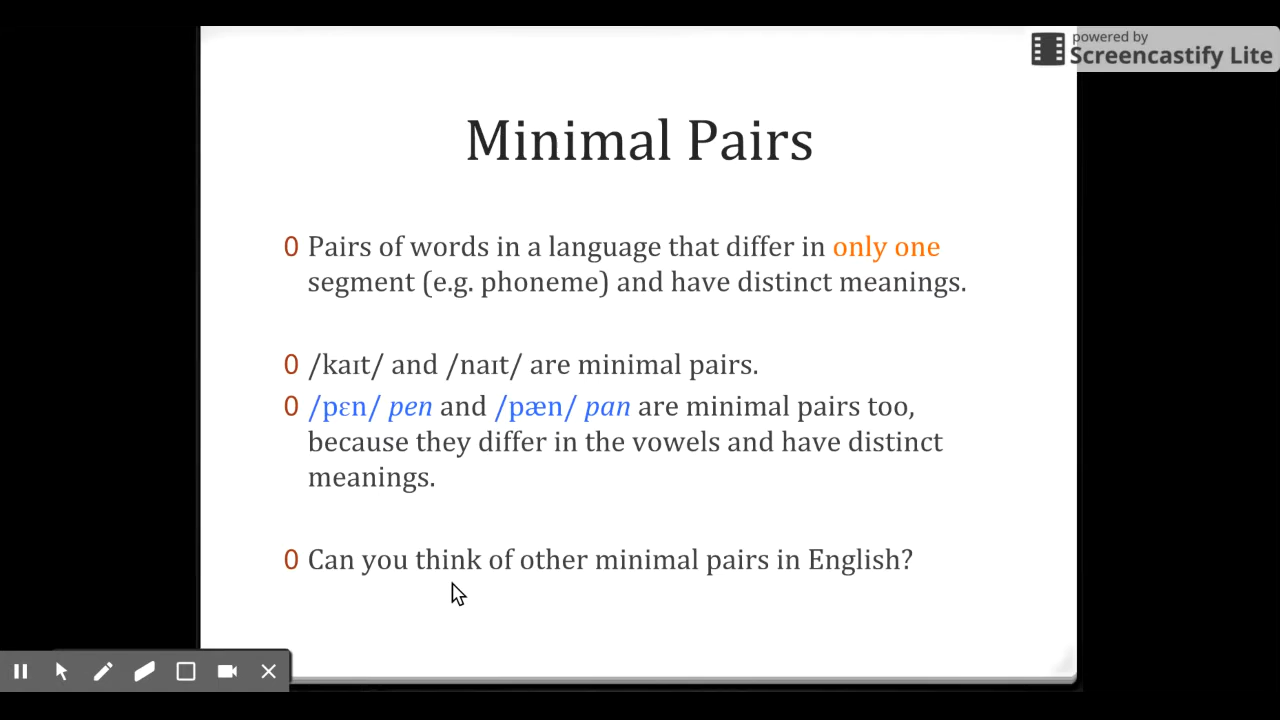 powered by
Screencastify Lite
Minimal Pairs
0 Pairs of words in a language that differ in only one
segment (e.g. phoneme) and have distinct meanings.
0 /kaɪt/ and /naɪt/ are minimal pairs.
0 /pɛn/ pen and /pæn/ pan are minimal pairs too,
because they differ in the vowels and have distinct
meanings.
0 Can you think of other minimal pairs in English?